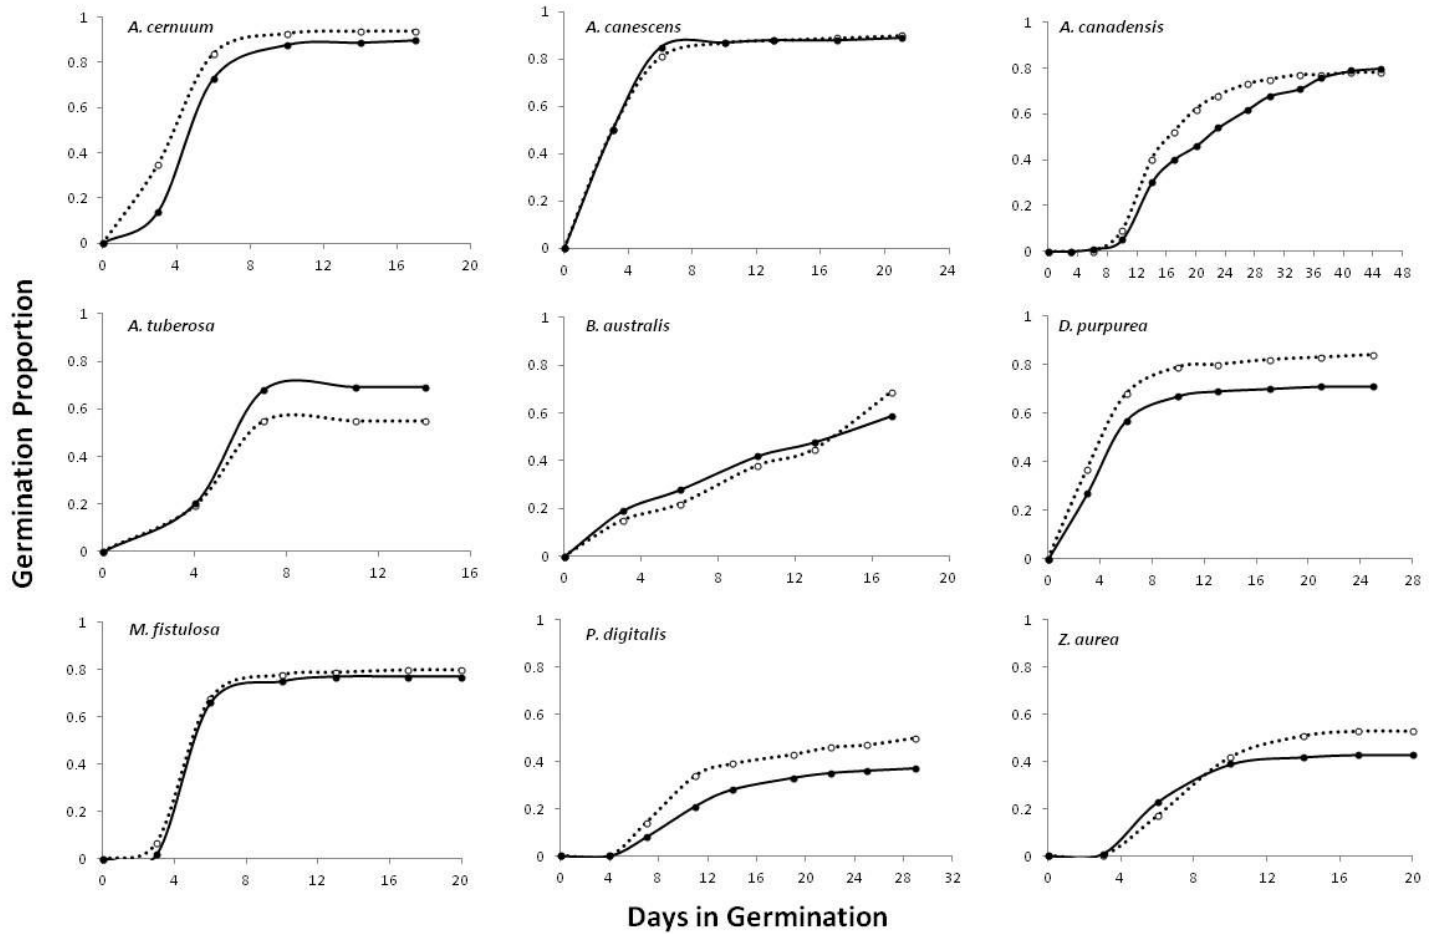 A. cernuum
1
0.8
0.6
0.4
0.2
0
0 4 8 12 16 20
A. canescens
1
0.8
0.6
0.4
0.2
0
0 4 8 12 16 20 24
A. canadensis
1
0.8
0.6
0.4
0.2
0
0 4 8 12 16 20 24 28 32 36 40 44 48
Germination Proportion
A. tuberosa
1
0.8
0.6
0.4
0.2
0
0 4 8 12 16
B. australis
1
0.8
0.6
0.4
0.2
0
0 4 8 12 16 20
D. purpurea
1
0.8
0.6
0.4
0.2
0
0 4 8 12 16 20 24 28
M. fistulosa
1
0.8
0.6
0.4
0.2
0
0 4 8 12 16 20
P. digitalis
1
0.8
0.6
0.4
0.2
0
0 4 8 12 16 20 24 28 32
Z. aurea
1
0.8
0.6
0.4
0.2
0
0 4 8 12 16 20
Days in Germination